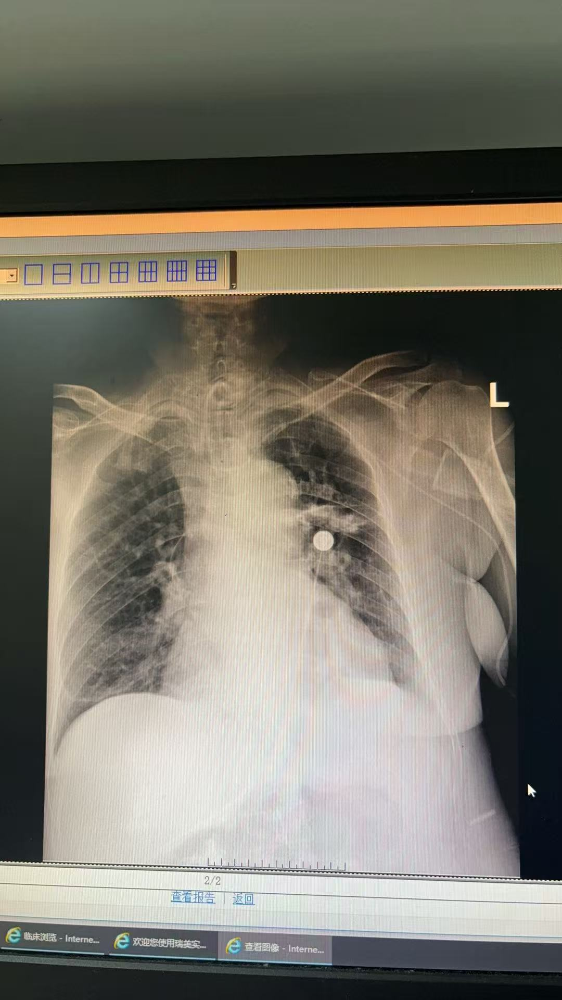 L
2/2
查看报告 | 返回
临床浏览 - Interne...
欢迎您使用瑞美实...
查看图像 - Interne...